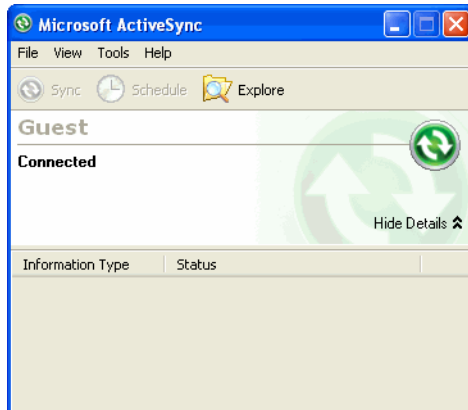 Microsoft ActiveSync
File View Tools Help
Sync Schedule Explore
Guest
Connected
Hide Details
Information Type Status